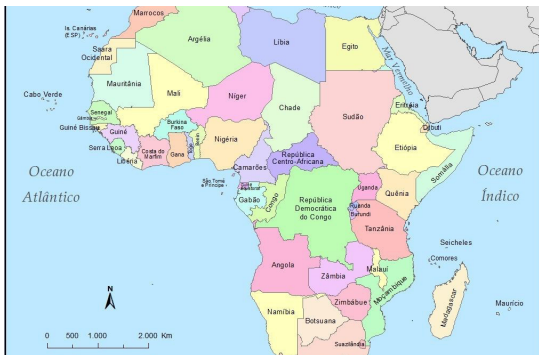 Marrocos
Is. Canárias
(ESP)
Argélia
Líbia
Egito
Saara
Ocidental
Mar Vermelho
Mauritânia
Mali
Níger
Chade
Sudão
Eritréia
Cabo Verde
Senegal
Gâmbia
Guiné Bissau
Guiné
Burkina
Faso
Benin
Togo
Djibuti
Nigéria
Etiópia
Serra Leoa
Libéria
Costa do
Marfim
Gana
Camarões
República
Centro-Africana
Somália
Oceano
Atlântico
Oceano
Índico
São Tomé
e Príncipe
Gabão
Congo
República
Democrática
do Congo
Uganda
Quênia
Ruanda
Burundi
Tanzânia
Seicheles
Comores
Angola
Zâmbia
Malauí
Moçambique
Madagascar
Maurício
N
Zimbábue
Namíbia
Botsuana
Suazilândia
0 500 1.000 2.000 Km